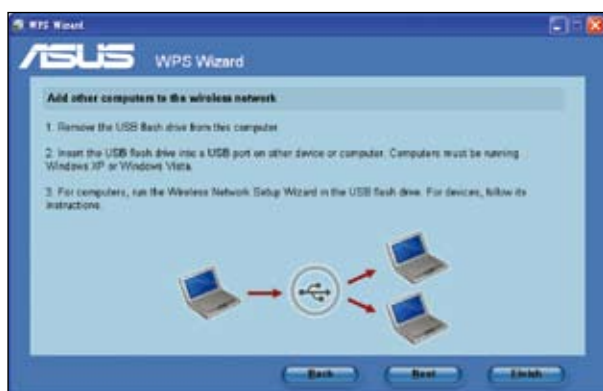 WPS Wizard
ASUS WPS Wizard
Add other computers to the wireless network
1. Remove the USB flash drive from this computer
2. Insert the USB flash drive into a USB port on other device or computer. Computers must be running
Windows XP or Windows Vista.
3. For computers, run the Wireless Network Setup Wizard in the USB flash drive. For devices, follow its
instructions.
Back Next Finish